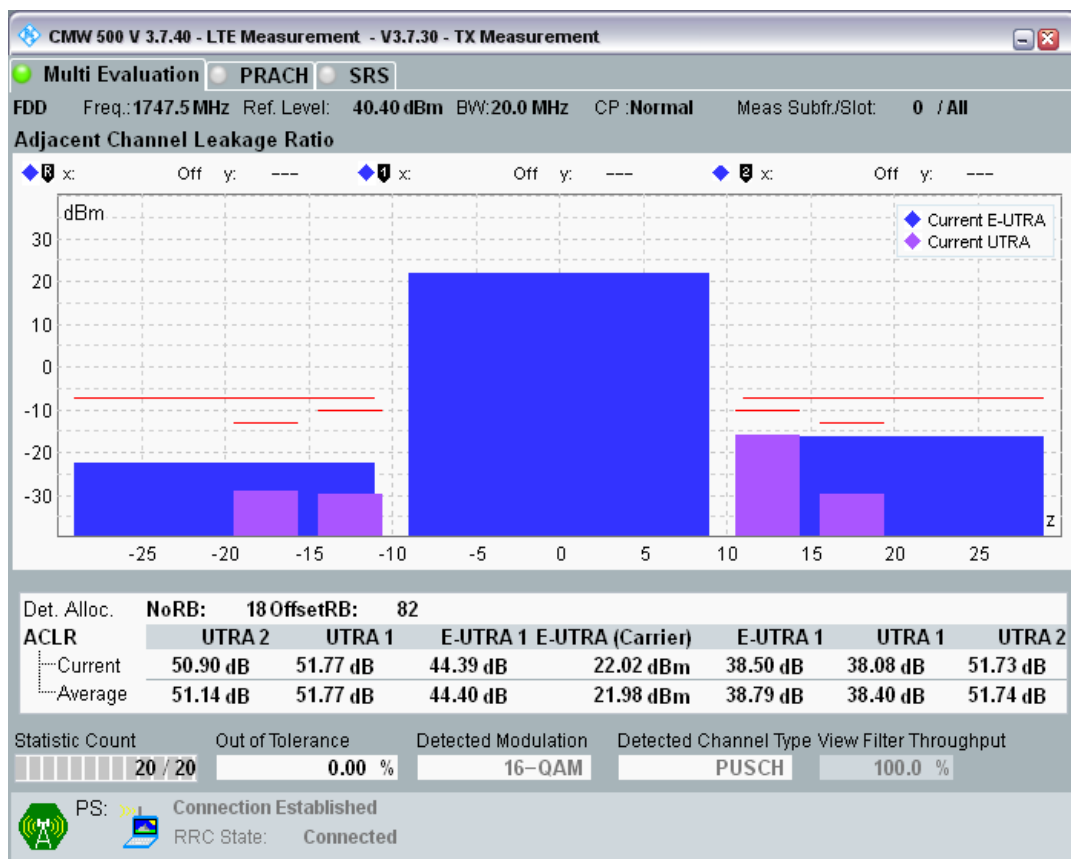 CMW 500 V 3.7.40 - LTE Measurement - V3.7.30 - TX Measurement
Multi Evaluation PRACH SRS
FDD Freq.:1747.5 MHz Ref. Level: 40.40 dBm BW:20.0 MHz CP :Normal Meas Subfr./Slot: 0 / All
Adjacent Channel Leakage Ratio
R x: Off y: --- 1 x: Off y: --- 2 x: Off y: ---
dBm
Current E-UTRA
Current UTRA
30
20
10
0
-10
-20
-30
z
-25 -20 -15 -10 -5 0 5 10 15 20 25
Det. Alloc. NoRB: 18 OffsetRB: 82
ACLR UTRA 2 UTRA 1 E-UTRA 1 E-UTRA (Carrier) E-UTRA 1 UTRA 1 UTRA 2
Current 50.90 dB 51.77 dB 44.39 dB 22.02 dBm 38.50 dB 38.08 dB 51.73 dB
Average 51.14 dB 51.77 dB 44.40 dB 21.98 dBm 38.79 dB 38.40 dB 51.74 dB
Statistic Count Out of Tolerance Detected Modulation Detected Channel Type View Filter Throughput
20 / 20 0.00 % 16-QAM PUSCH 100.0 %
PS: Connection Established
RRC State: Connected